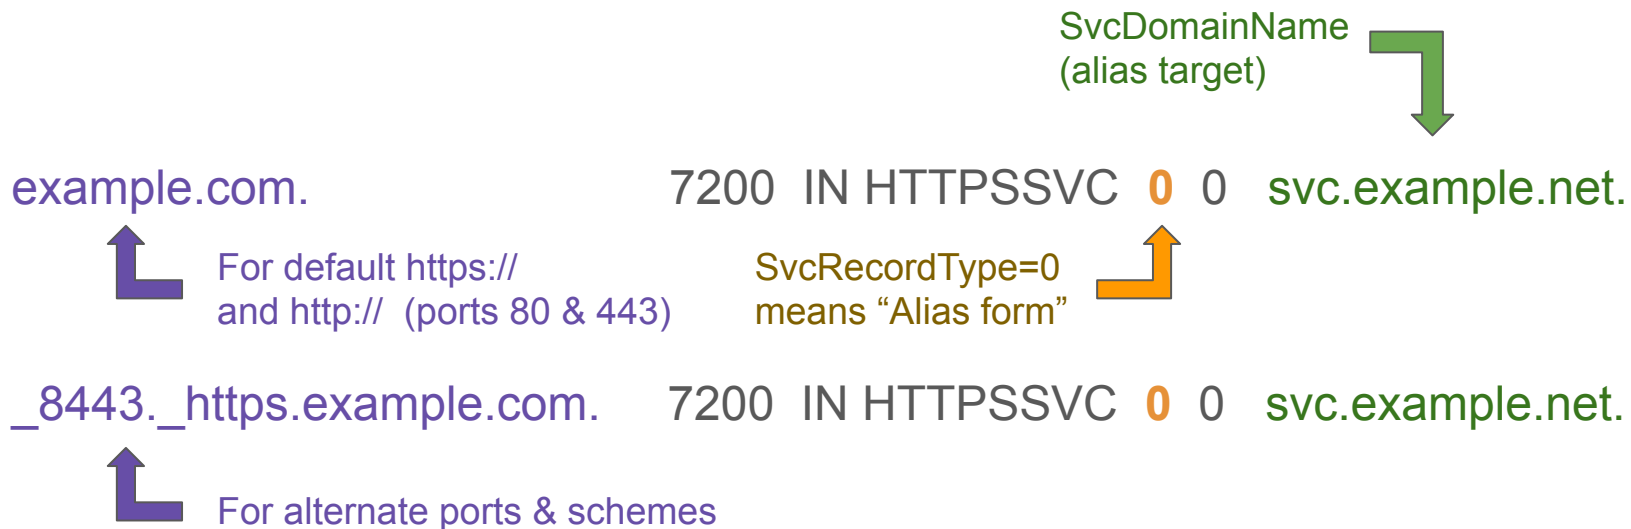 SvcDomainName
(alias target)
example.com. 7200 IN HTTPSSVC 0 0 svc.example.net.
For default https://
and http:// (ports 80 & 443)
SvcRecordType=0
means “Alias form”
_8443._https.example.com. 7200 IN HTTPSSVC 0 0 svc.example.net.
For alternate ports & schemes